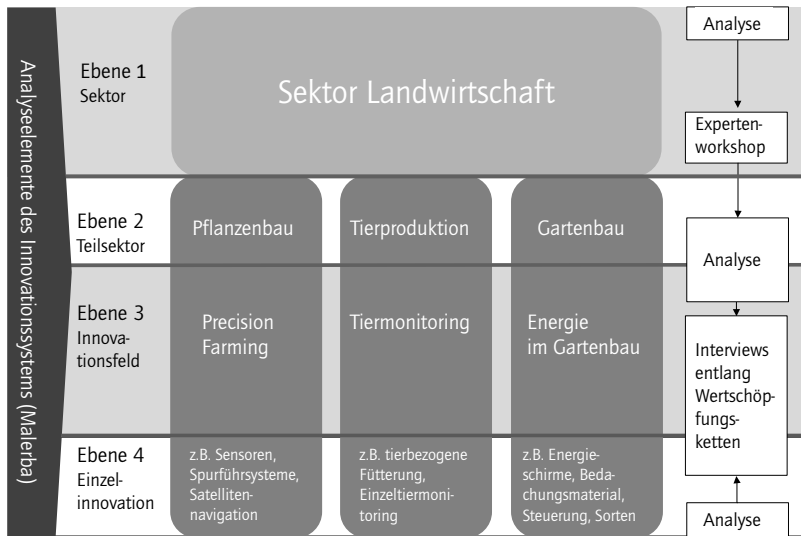 Analyseelemente des Innovationssystems (Malerba)
Ebene 1
Sektor
Sektor Landwirtschaft
Analyse
Experten-
workshop
Ebene 2
Teilsektor
Pflanzenbau
Tierproduktion
Gartenbau
Analyse
Ebene 3
Innova-
tionsfeld
Precision
Farming
Tiermonitoring
Energie
im Gartenbau
Interviews
entlang
Wertschöp-
fungs-
ketten
Ebene 4
Einzel-
innovation
z.B. Sensoren,
Spurführsysteme,
Satelliten-
navigation
z.B. tierbezogene
Fütterung,
Einzeltiermoni-
toring
z.B. Energie-
schirme, Beda-
chungsmaterial,
Steuerung, Sorten
Analyse